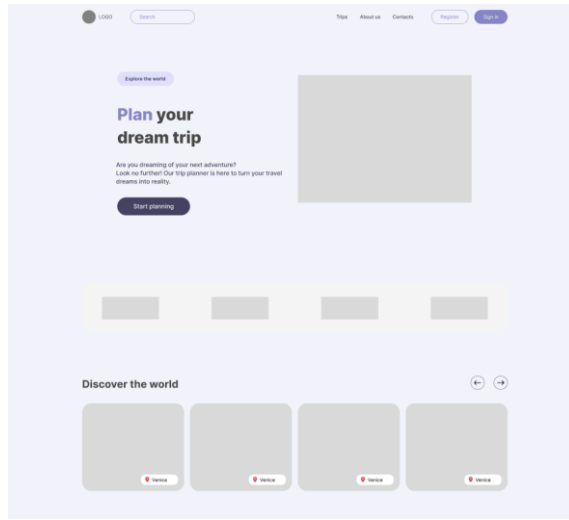 LOGO
Search
Trips
About us
Contacts
Register
Sign in
Explore the world
Plan your
dream trip
Are you dreaming of your next adventure?
Look no further! Our trip planner is here to turn your travel
dreams into reality.
Start planning
Discover the world
Venice
Venice
Venice
Venice